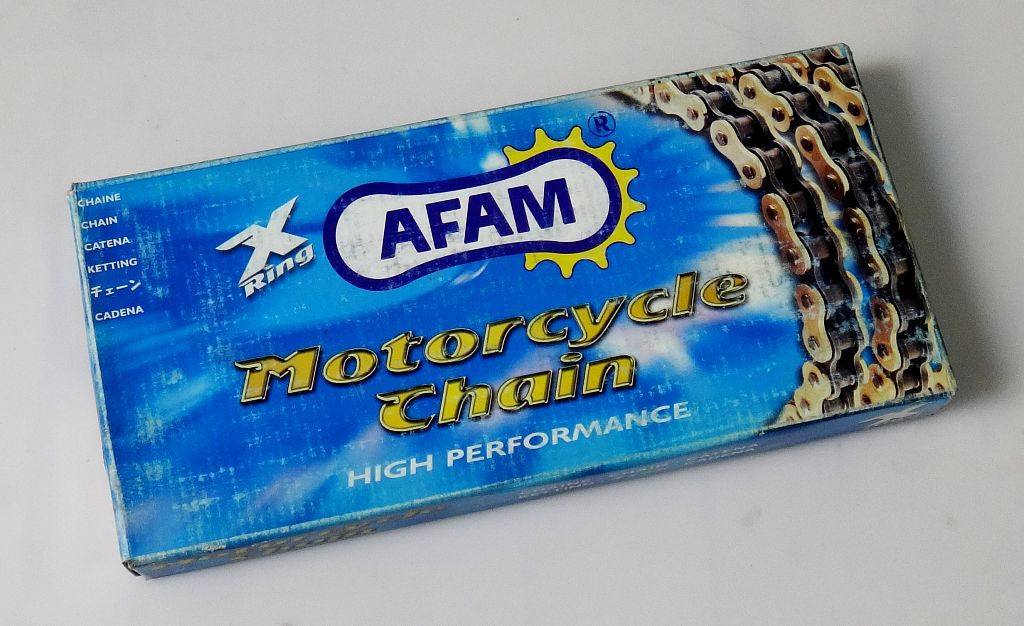 CHAINE
CHAIN
CATENA
KETTING
チェーン
CADENA
X
Ring
AFAM
®
Motorcycle
Chain
HIGH PERFORMANCE